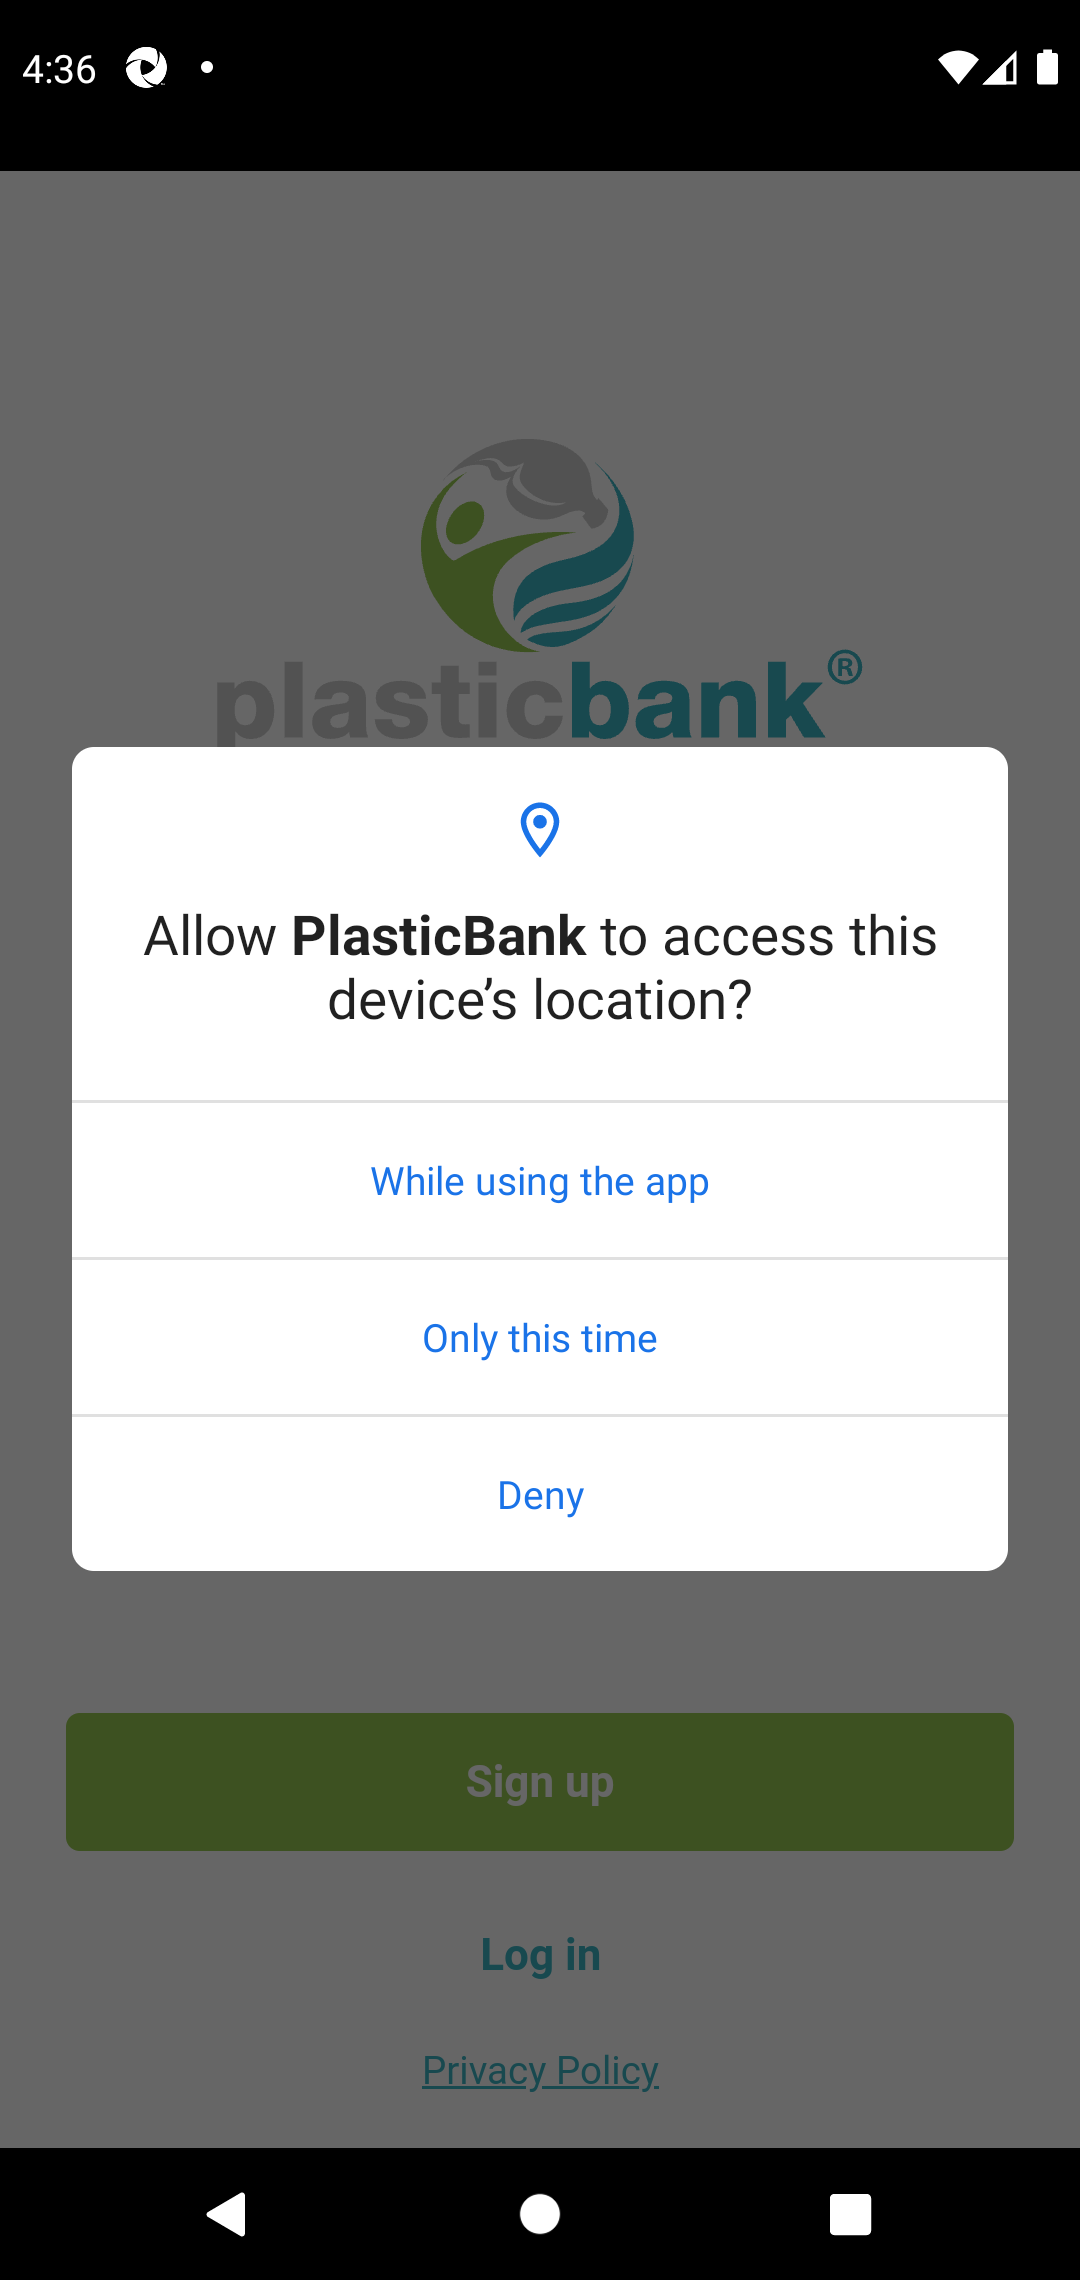 4:36
plasticbank®
Allow PlasticBank to access this
device’s location?
While using the app
Only this time
Deny
Sign up
Log in
Privacy Policy